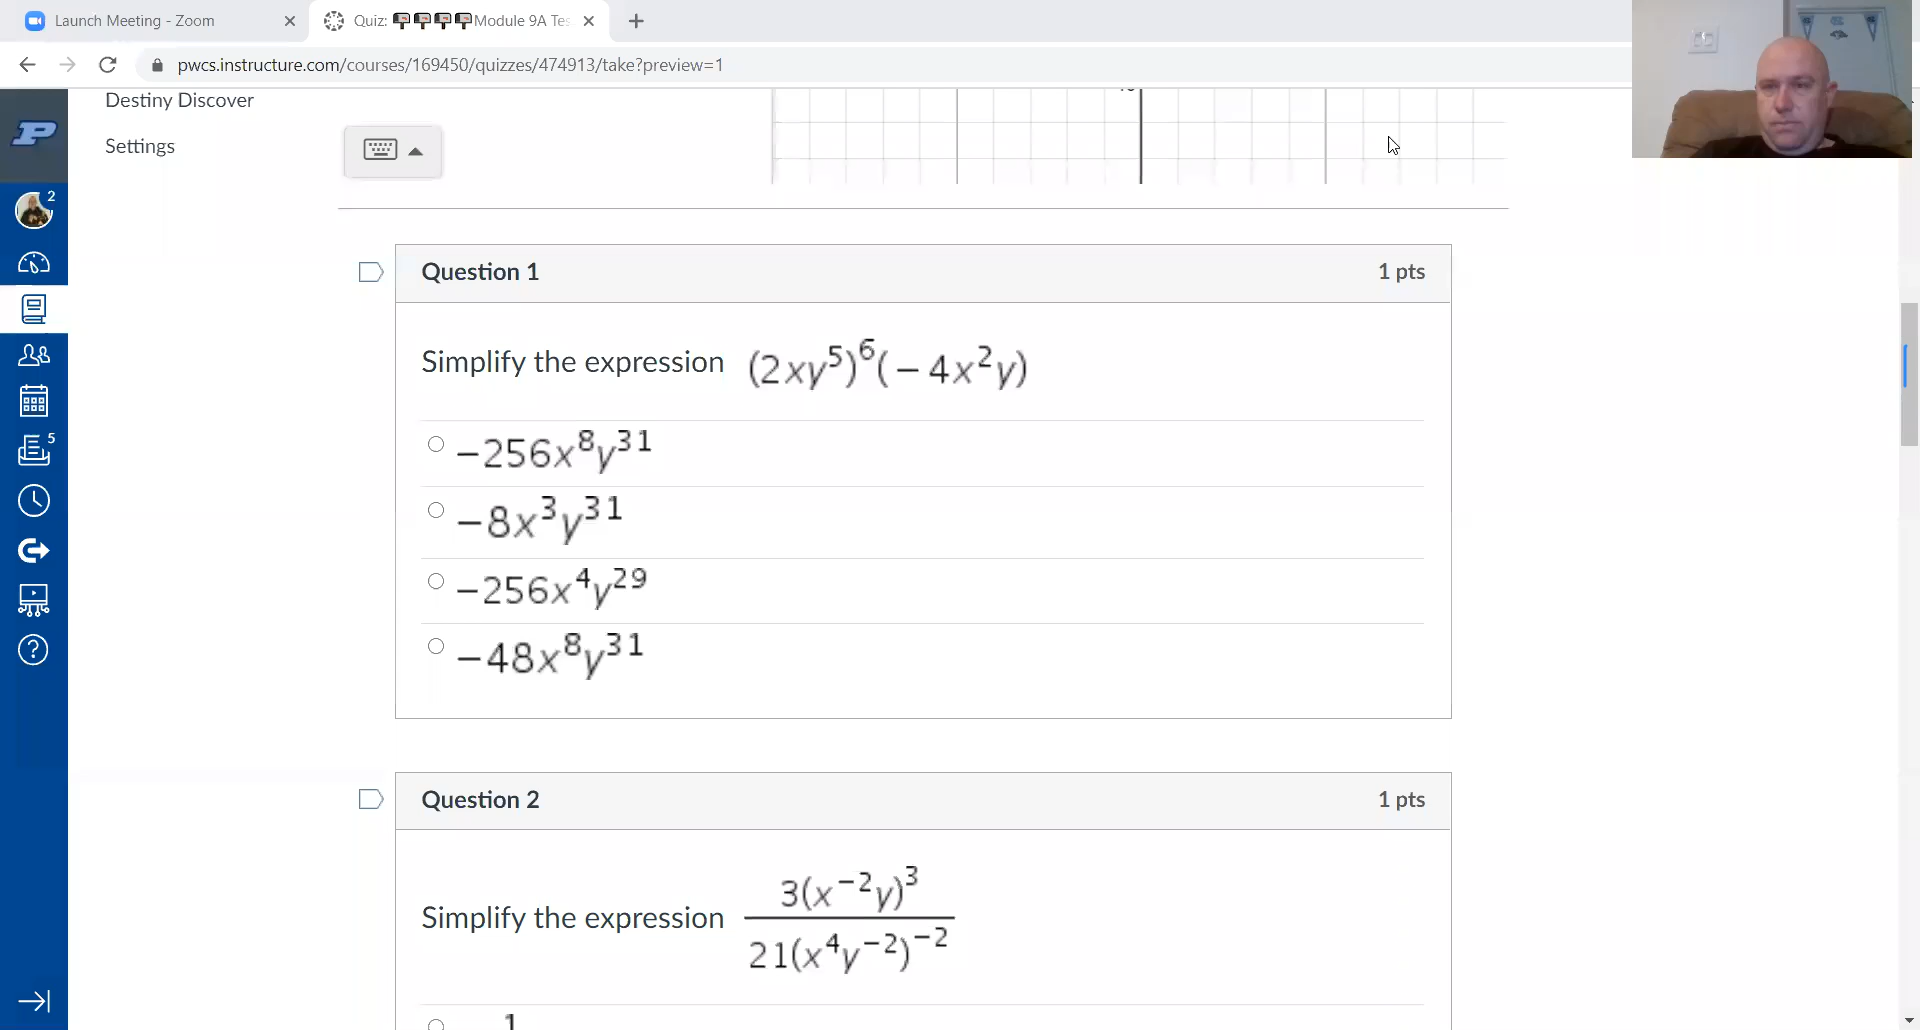 Launch Meeting - Zoom
Quiz: Module 9A Tes
pwcs.instructure.com/courses/169450/quizzes/474913/take?preview=1
P
Destiny Discover
Settings
2
5
Question 1
1 pts
Simplify the expression (2xy⁵)⁶(−4x²y)
−256x⁸y³¹
−8x³y³¹
−256x⁴y²⁹
−48x⁸y³¹
Question 2
1 pts
Simplify the expression
3(x⁻²y)³
21(x⁴y⁻²)⁻²
1